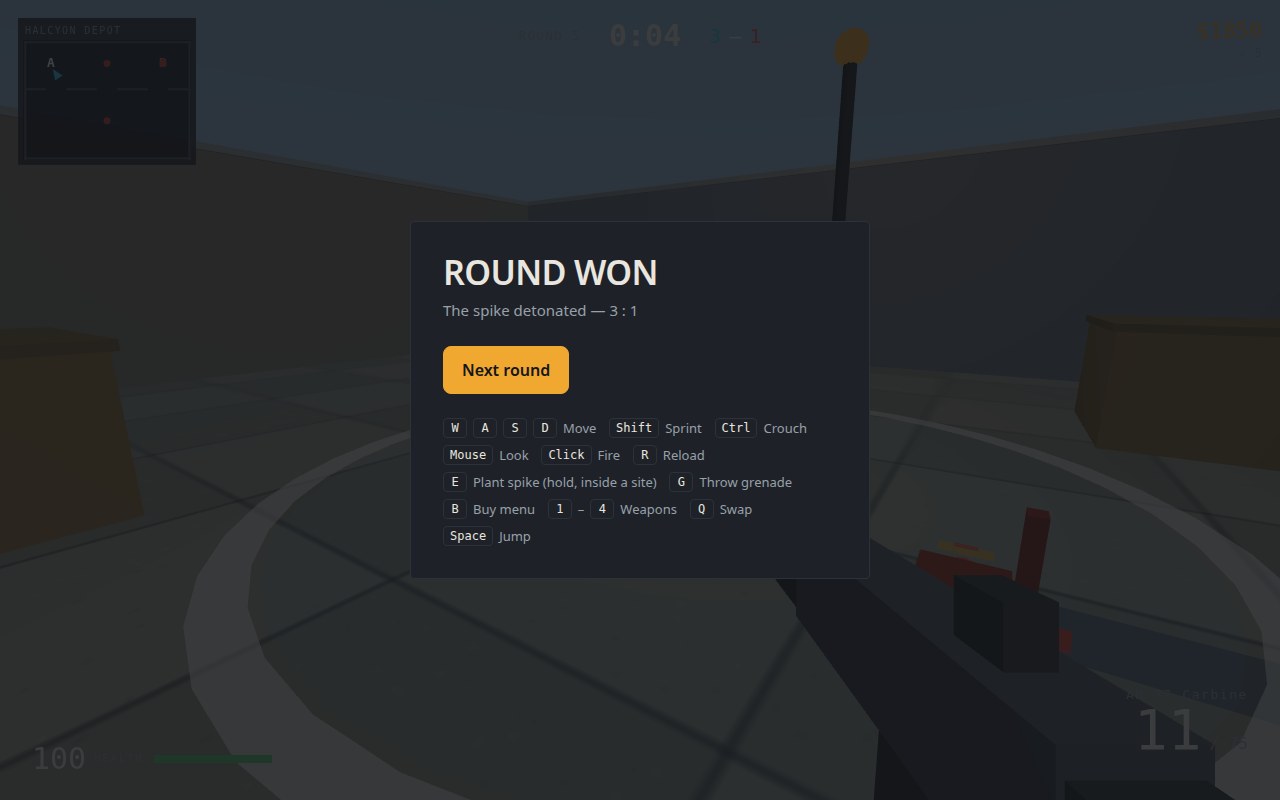 HALCYON DEPOT
A
B
0:04
3 – 1
ROUND WON
The spike detonated — 3 : 1
Next round
W A S D Move Shift Sprint Ctrl Crouch
Mouse Look Click Fire R Reload
E Plant spike (hold, inside a site) G Throw grenade
B Buy menu 1 – 4 Weapons Q Swap
Space Jump
100
Carbine
11